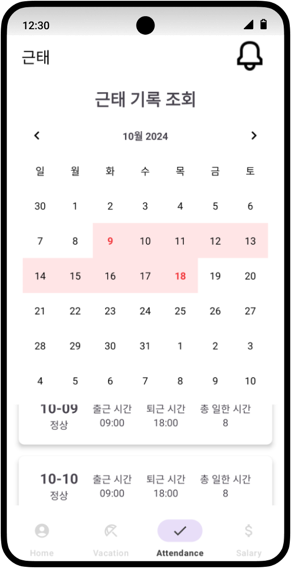 12:30
근태
근태 기록 조회
10월 2024
일 월 화 수 목 금 토
30 1 2 3 4 5 6
7 8 9 10 11 12 13
14 15 16 17 18 19 20
21 22 23 24 25 26 27
28 29 30 31 1 2 3
4 5 6 7 8 9 10
10-09 출근 시간 퇴근 시간 총 일한 시간
정상 09:00 18:00 8
10-10 출근 시간 퇴근 시간 총 일한 시간
정상 09:00 18:00 8
Home Vacation Attendance Salary